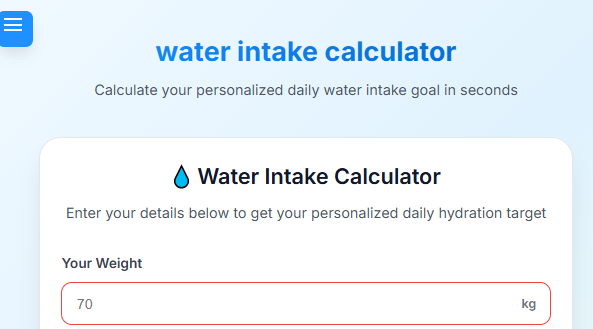 water intake calculator
Calculate your personalized daily water intake goal in seconds
Water Intake Calculator
Enter your details below to get your personalized daily hydration target
Your Weight
70 kg